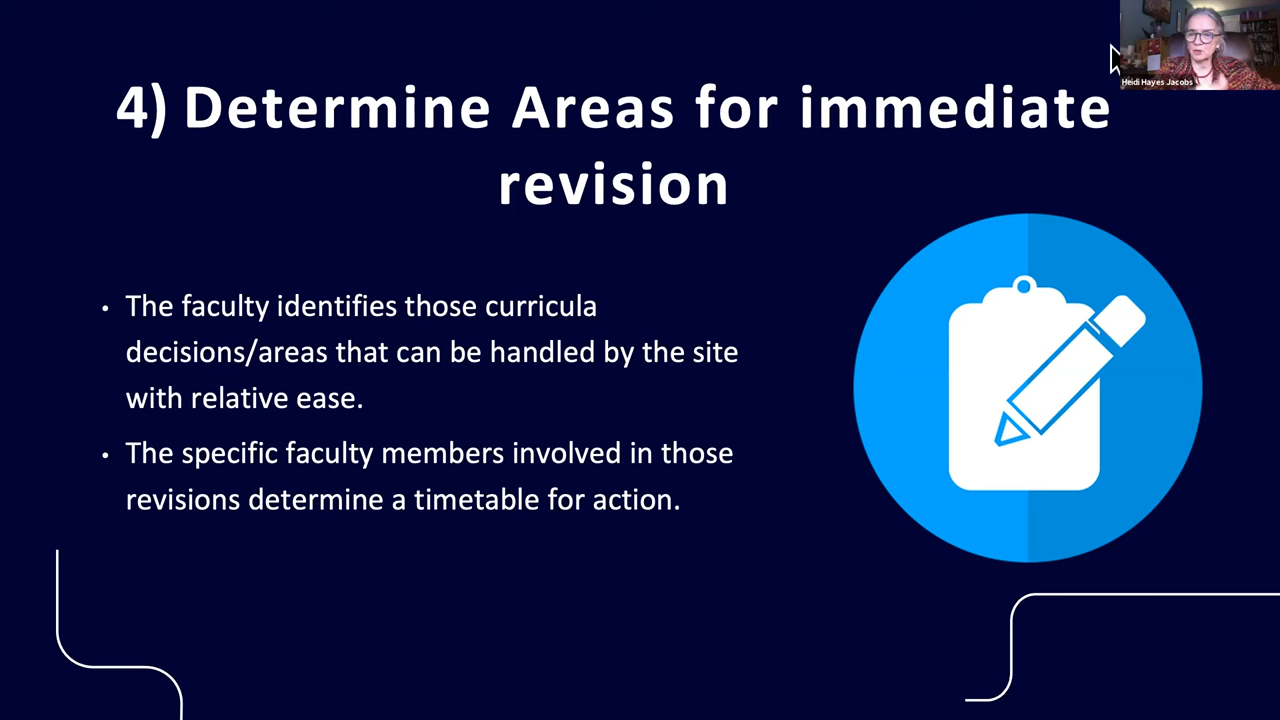 Heidi Hayes Jacobs
4) Determine Areas for immediate
revision
• The faculty identifies those curricula
decisions/areas that can be handled by the site
with relative ease.
• The specific faculty members involved in those
revisions determine a timetable for action.